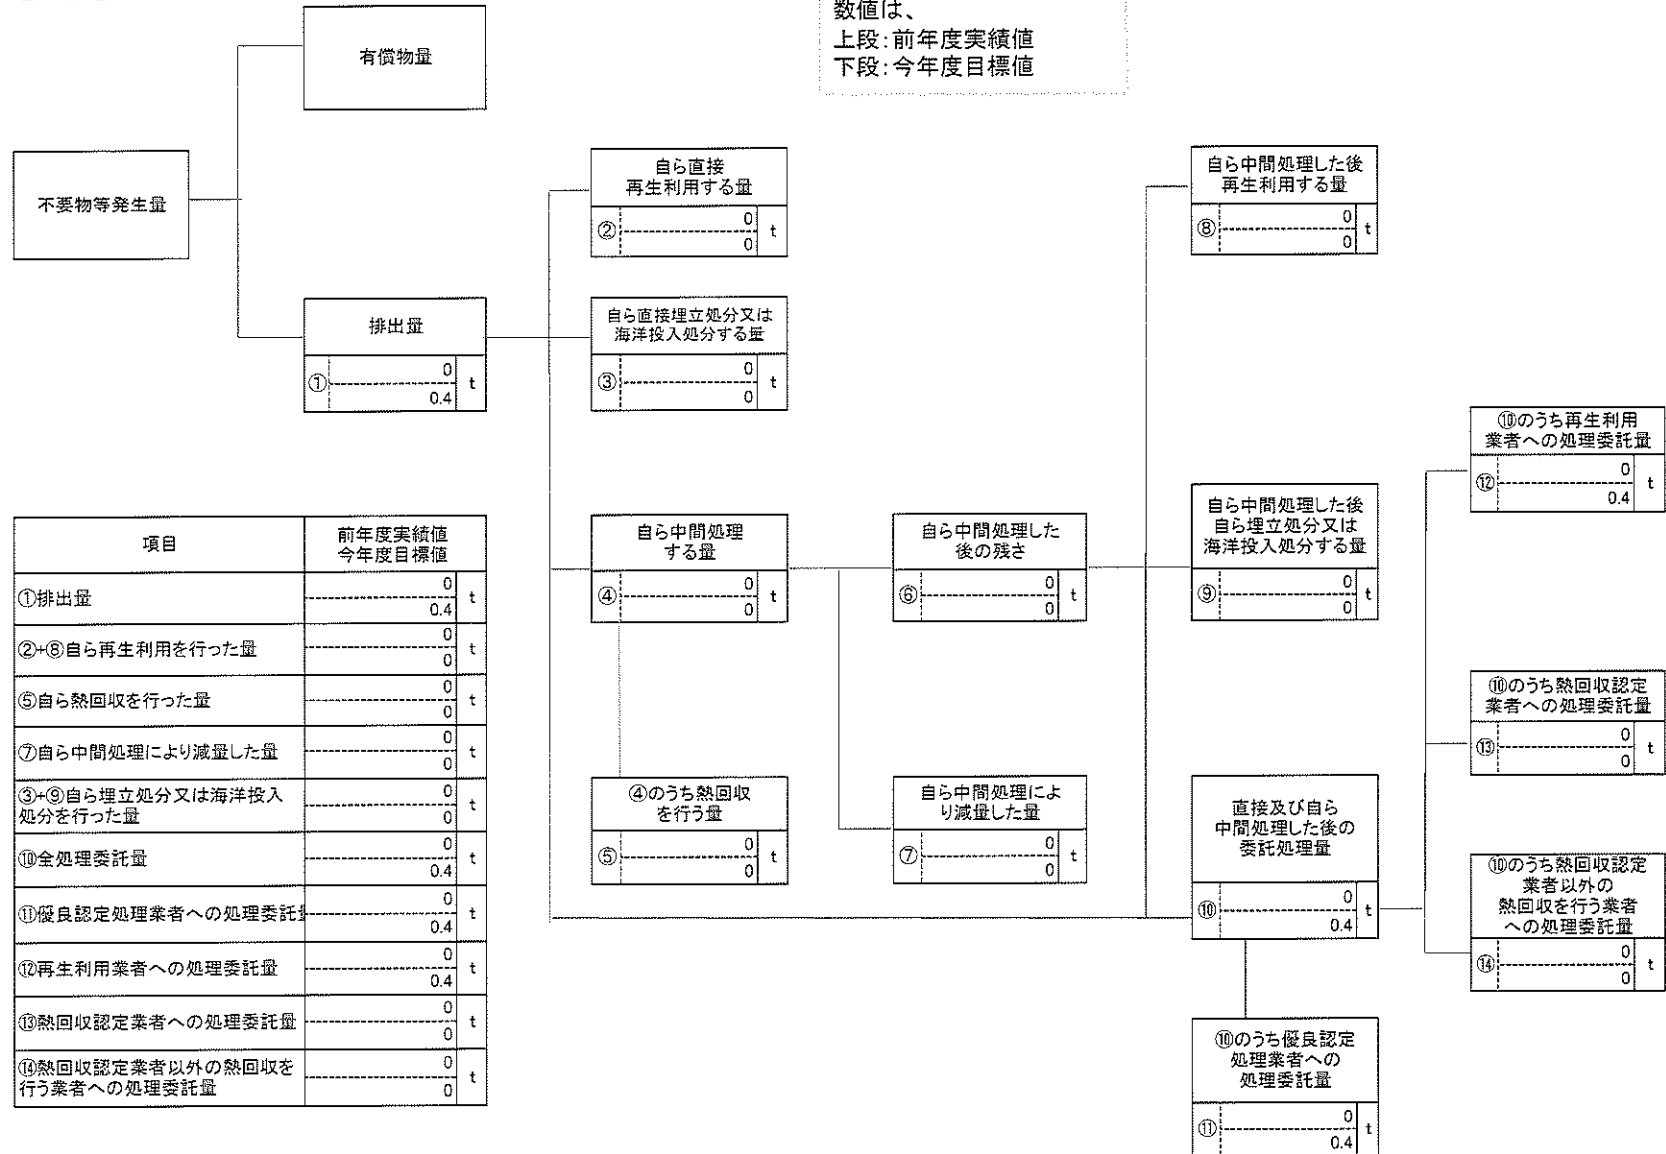 数値は、
上段：前年度実績値
下段：今年度目標値
有償物量
不要物等発生量
排出量
①
0
0.4
t
自ら直接
再生利用する量
②
0
0
t
自ら直接埋立処分又は
海洋投入処分する量
③
0
0
t
自ら中間処理
する量
④
0
0
t
④のうち熱回収
を行う量
⑤
0
0
t
自ら中間処理した
後の残さ
⑥
0
0
t
自ら中間処理によ
り減量した量
⑦
0
0
t
自ら中間処理した後
再生利用する量
⑧
0
0
t
自ら中間処理した後
自ら埋立処分又は
海洋投入処分する量
⑨
0
0
t
直接及び自ら
中間処理した後の
委託処理量
⑩
0
0.4
t
⑩のうち優良認定
処理業者への
処理委託量
⑪
0
0.4
t
⑩のうち再生利用
業者への処理委託量
⑫
0
0.4
t
⑩のうち熱回収認定
業者への処理委託量
⑬
0
0
t
⑩のうち熱回収認定
業者以外の
熱回収を行う業者
への処理委託量
⑭
0
0
t
項目
前年度実績値
今年度目標値
①排出量
0
0.4
t
②+⑧自ら再生利用を行った量
0
0
t
⑤自ら熱回収を行った量
0
0
t
⑦自ら中間処理により減量した量
0
0
t
③+⑨自ら埋立処分又は海洋投入
処分を行った量
0
0
t
⑩全処理委託量
0
0.4
t
⑪優良認定処理業者への処理委託
0
0.4
t
⑫再生利用業者への処理委託量
0
0.4
t
⑬熱回収認定業者への処理委託量
0
0
t
⑭熱回収認定業者以外の熱回収を
行う業者への処理委託量
0
0
t